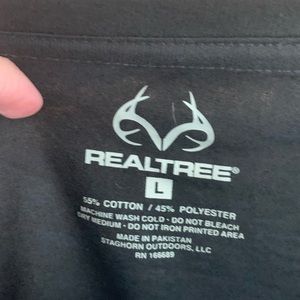 REALTREE®
L
55% COTTON / 45% POLYESTER
MACHINE WASH COLD - DO NOT BLEACH
DRY MEDIUM - DO NOT IRON PRINTED AREA
MADE IN PAKISTAN
STAGHORN OUTDOORS, LLC
RN 166689